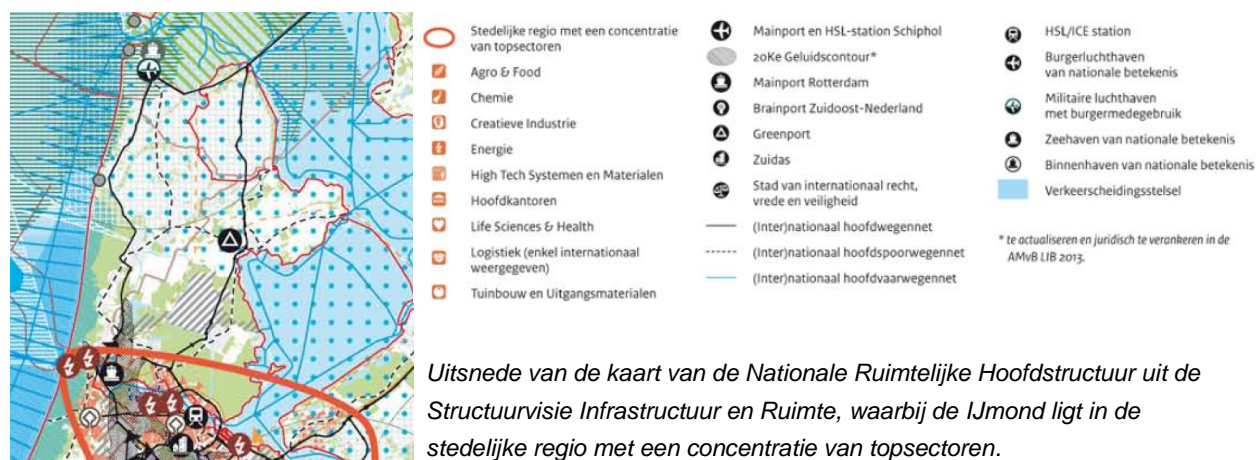 Stedelijke regio met een concentratie
van topsectoren
Agro & Food
Chemie
Creatieve Industrie
Energie
High Tech Systemen en Materialen
Hoofdkantoren
Life Sciences & Health
Logistiek (enkel internationaal
weergegeven)
Tuinbouw en Uitgangsmaterialen
Mainport en HSL-station Schiphol
20Ke Geluidscontour*
Mainport Rotterdam
Brainport Zuidoost-Nederland
Greenport
Zuidas
Stad van internationaal recht,
vrede en veiligheid
(Inter)nationaal hoofdwegennet
(Inter)nationaal hoofdspoorwegennet
(Inter)nationaal hoofdvaarwegennet
HSL/ICE station
Burgerluchthaven
van nationale betekenis
Militaire luchthaven
met burgermedegebruik
Zeehaven van nationale betekenis
Binnenhaven van nationale betekenis
Verkeerscheidingsstelsel
* te actualiseren en juridisch te verankeren in de
AMvB LIB 2013.
Uitsnede van de kaart van de Nationale Ruimtelijke Hoofdstructuur uit de
Structuurvisie Infrastructuur en Ruimte, waarbij de IJmond ligt in de
stedelijke regio met een concentratie van topsectoren.